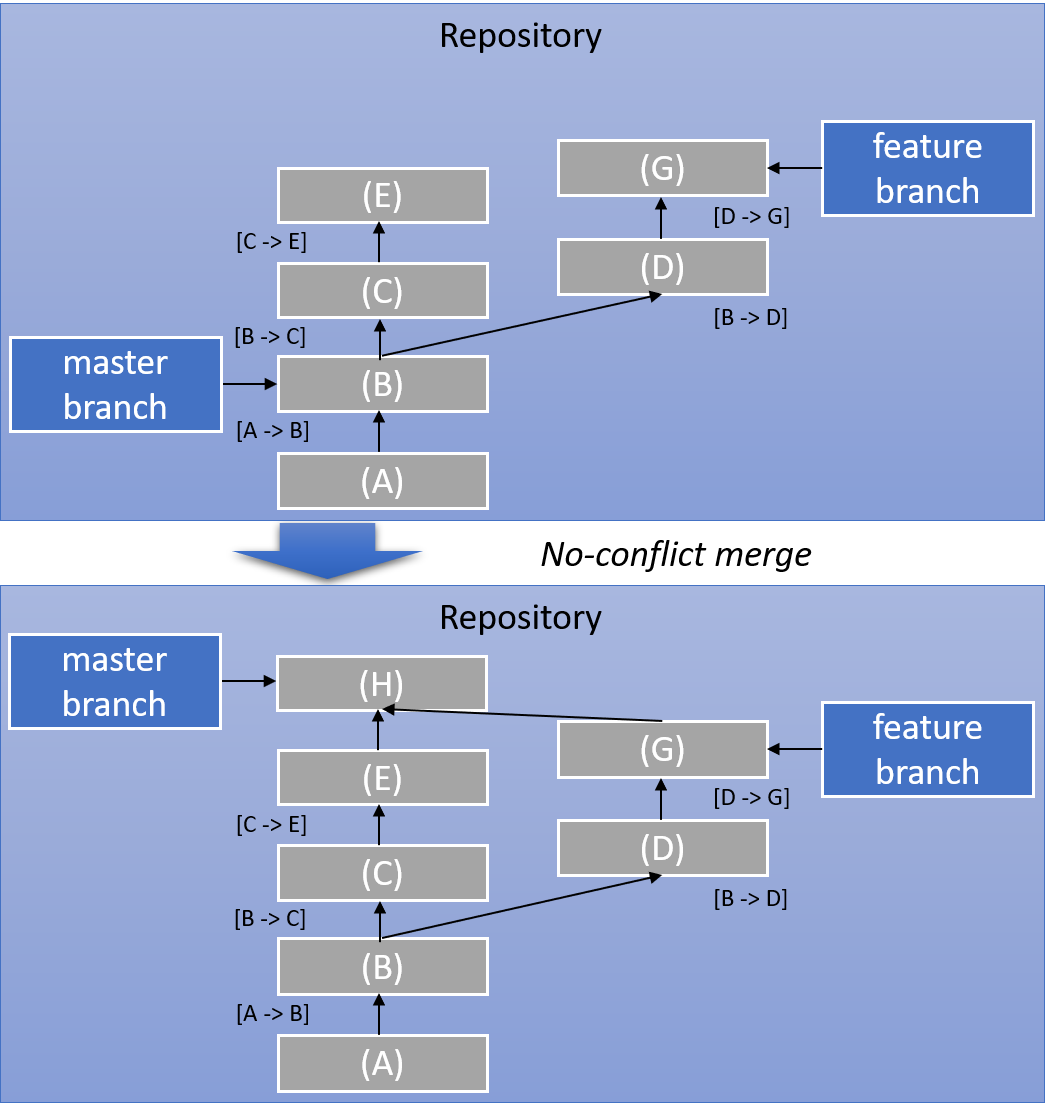 Repository
(E)
(G)
feature
branch
[C -> E]
[D -> G]
(C)
(D)
[B -> C]
[B -> D]
master
branch
(B)
[A -> B]
(A)
No-conflict merge
Repository
master
branch
(H)
(G)
feature
branch
(E)
[D -> G]
[C -> E]
(D)
(C)
[B -> D]
[B -> C]
(B)
[A -> B]
(A)